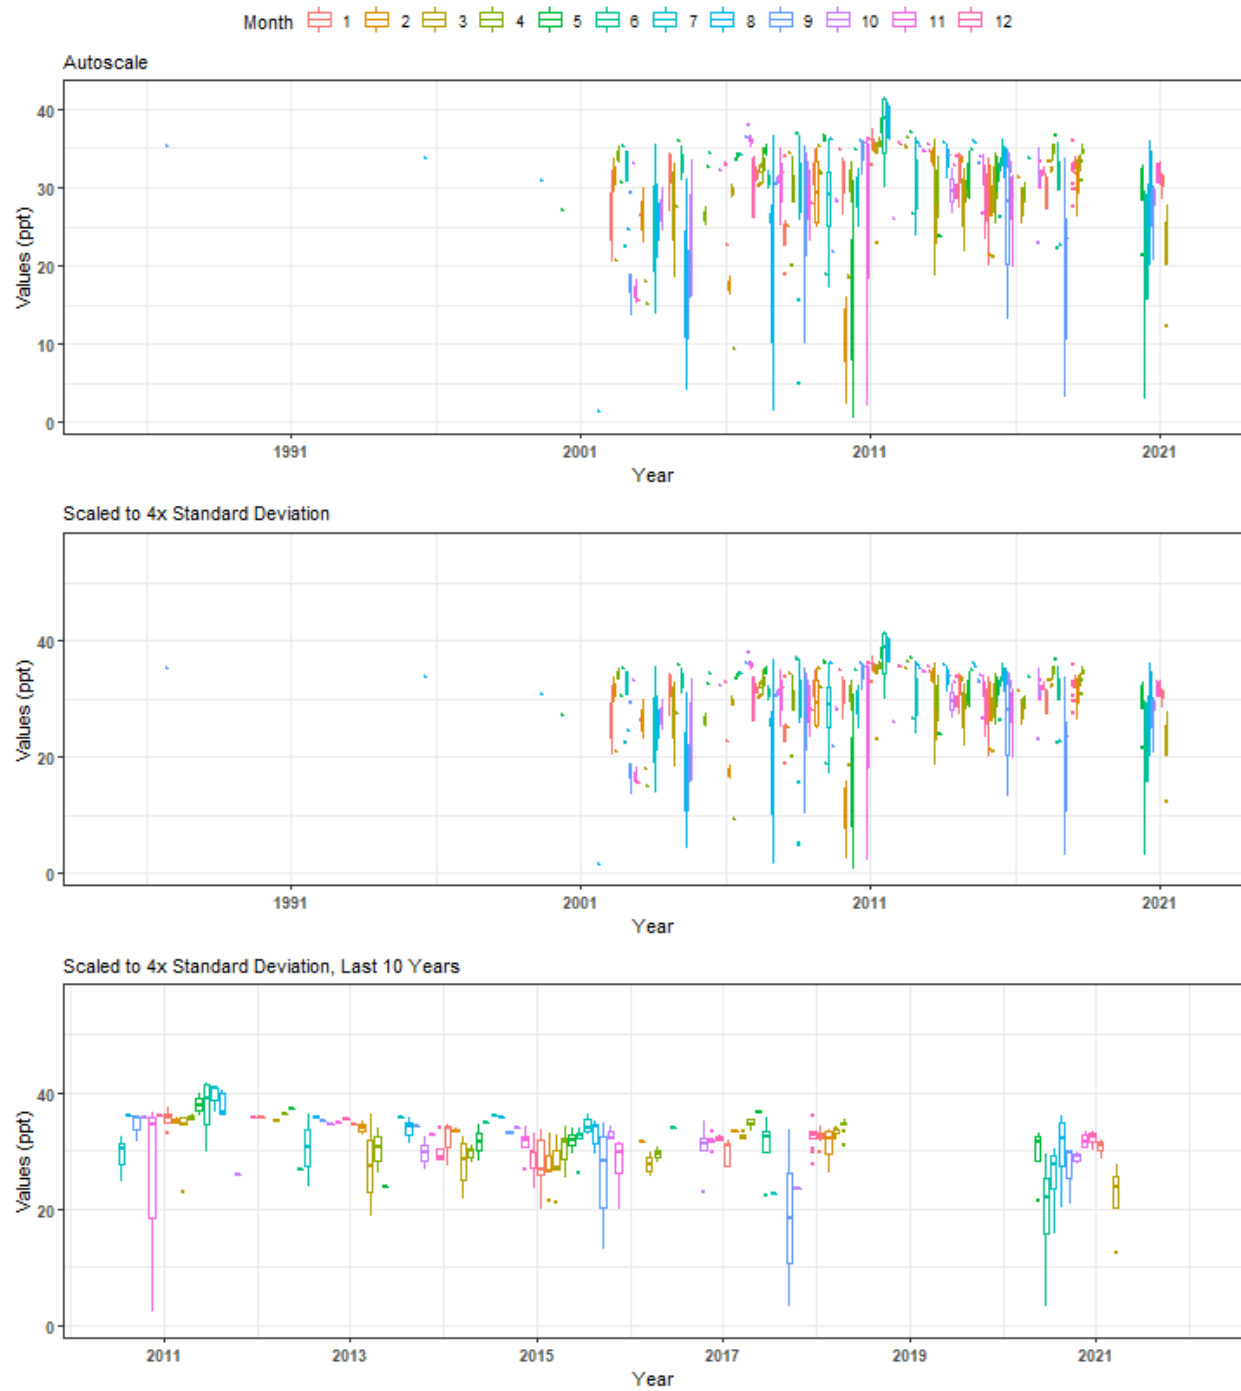 Month 1 2 3 4 5 6 7 8 9 10 11 12
Autoscale
Values (ppt)
40
30
20
10
0
1991 2001 2011 2021
Year
Scaled to 4x Standard Deviation
Values (ppt)
40
20
0
1991 2001 2011 2021
Year
Scaled to 4x Standard Deviation, Last 10 Years
Values (ppt)
40
20
0
2011 2013 2015 2017 2019 2021
Year